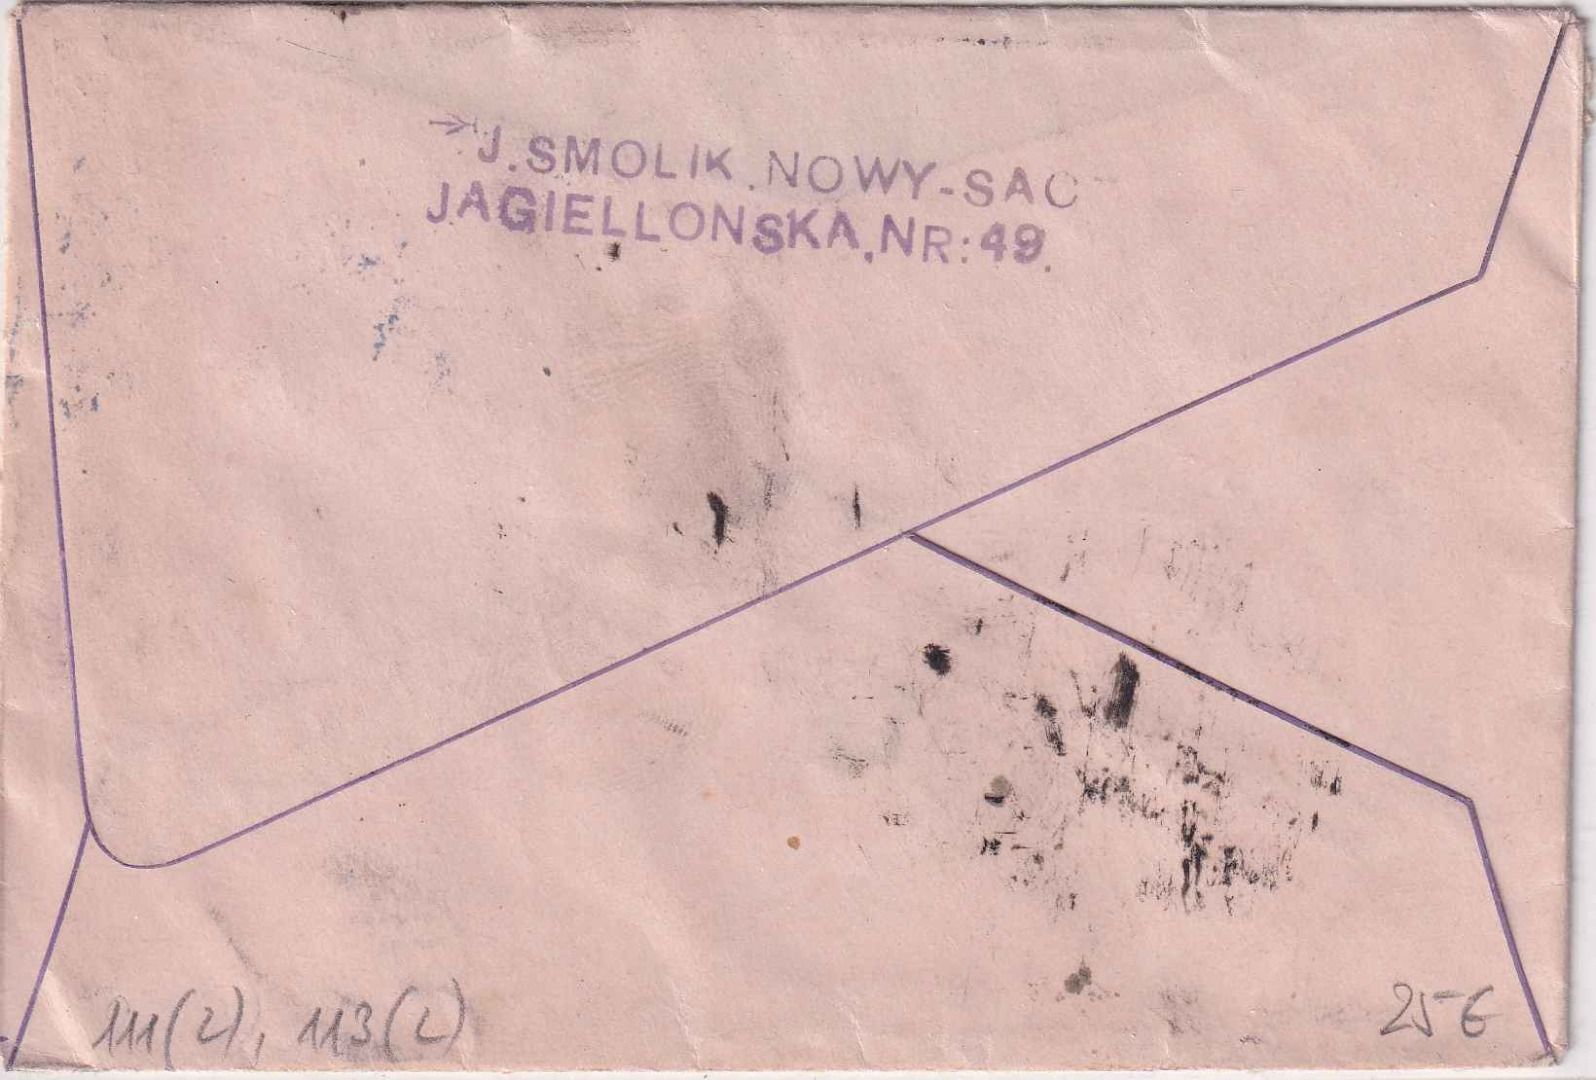 → J. SMOLIK. NOWY-SAC
JAGIELLONSKA, NR: 49.
111(2), 113(2)
25 €